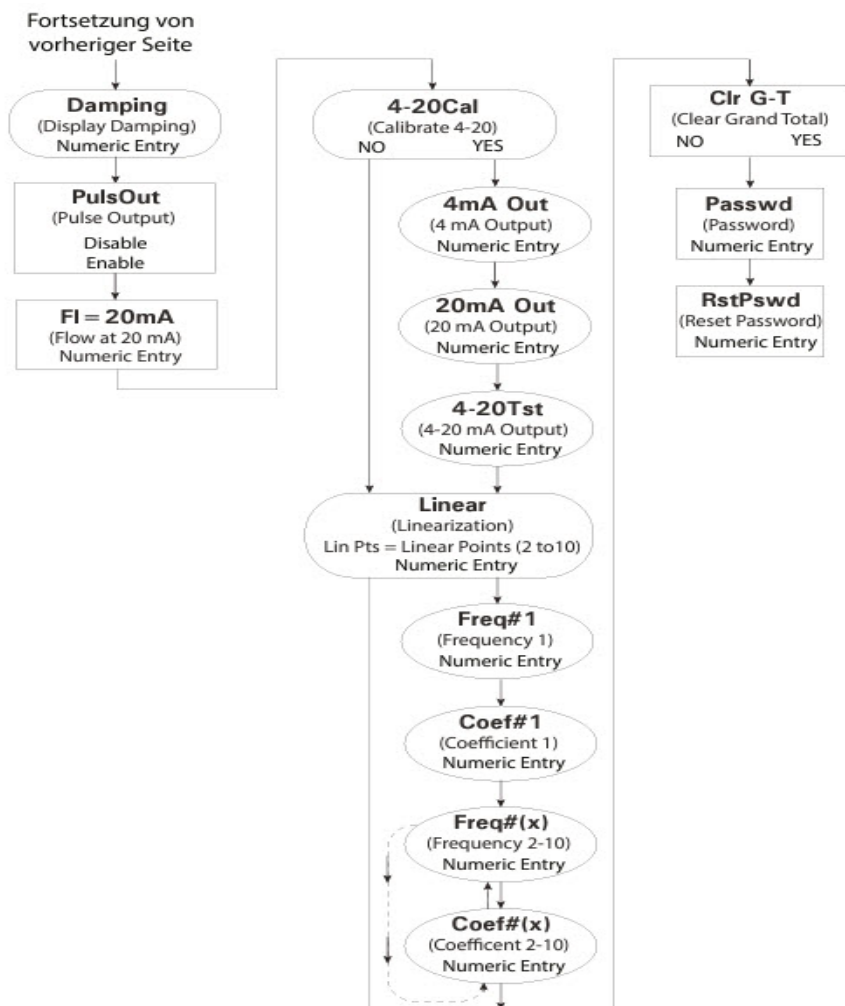 Fortsetzung von
vorheriger Seite
Damping
(Display Damping)
Numeric Entry
PulsOut
(Pulse Output)
Disable
Enable
Fl = 20mA
(Flow at 20 mA)
Numeric Entry
4-20Cal
(Calibrate 4-20)
NO YES
4mA Out
(4 mA Output)
Numeric Entry
20mA Out
(20 mA Output)
Numeric Entry
4-20Tst
(4-20 mA Output)
Numeric Entry
Linear
(Linearization)
Lin Pts = Linear Points (2 to10)
Numeric Entry
Freq#1
(Frequency 1)
Numeric Entry
Coef#1
(Coefficient 1)
Numeric Entry
Freq#(x)
(Frequency 2-10)
Numeric Entry
Coef#(x)
(Coefficent 2-10)
Numeric Entry
Clr G-T
(Clear Grand Total)
NO YES
Passwd
(Password)
Numeric Entry
RstPswd
(Reset Password)
Numeric Entry